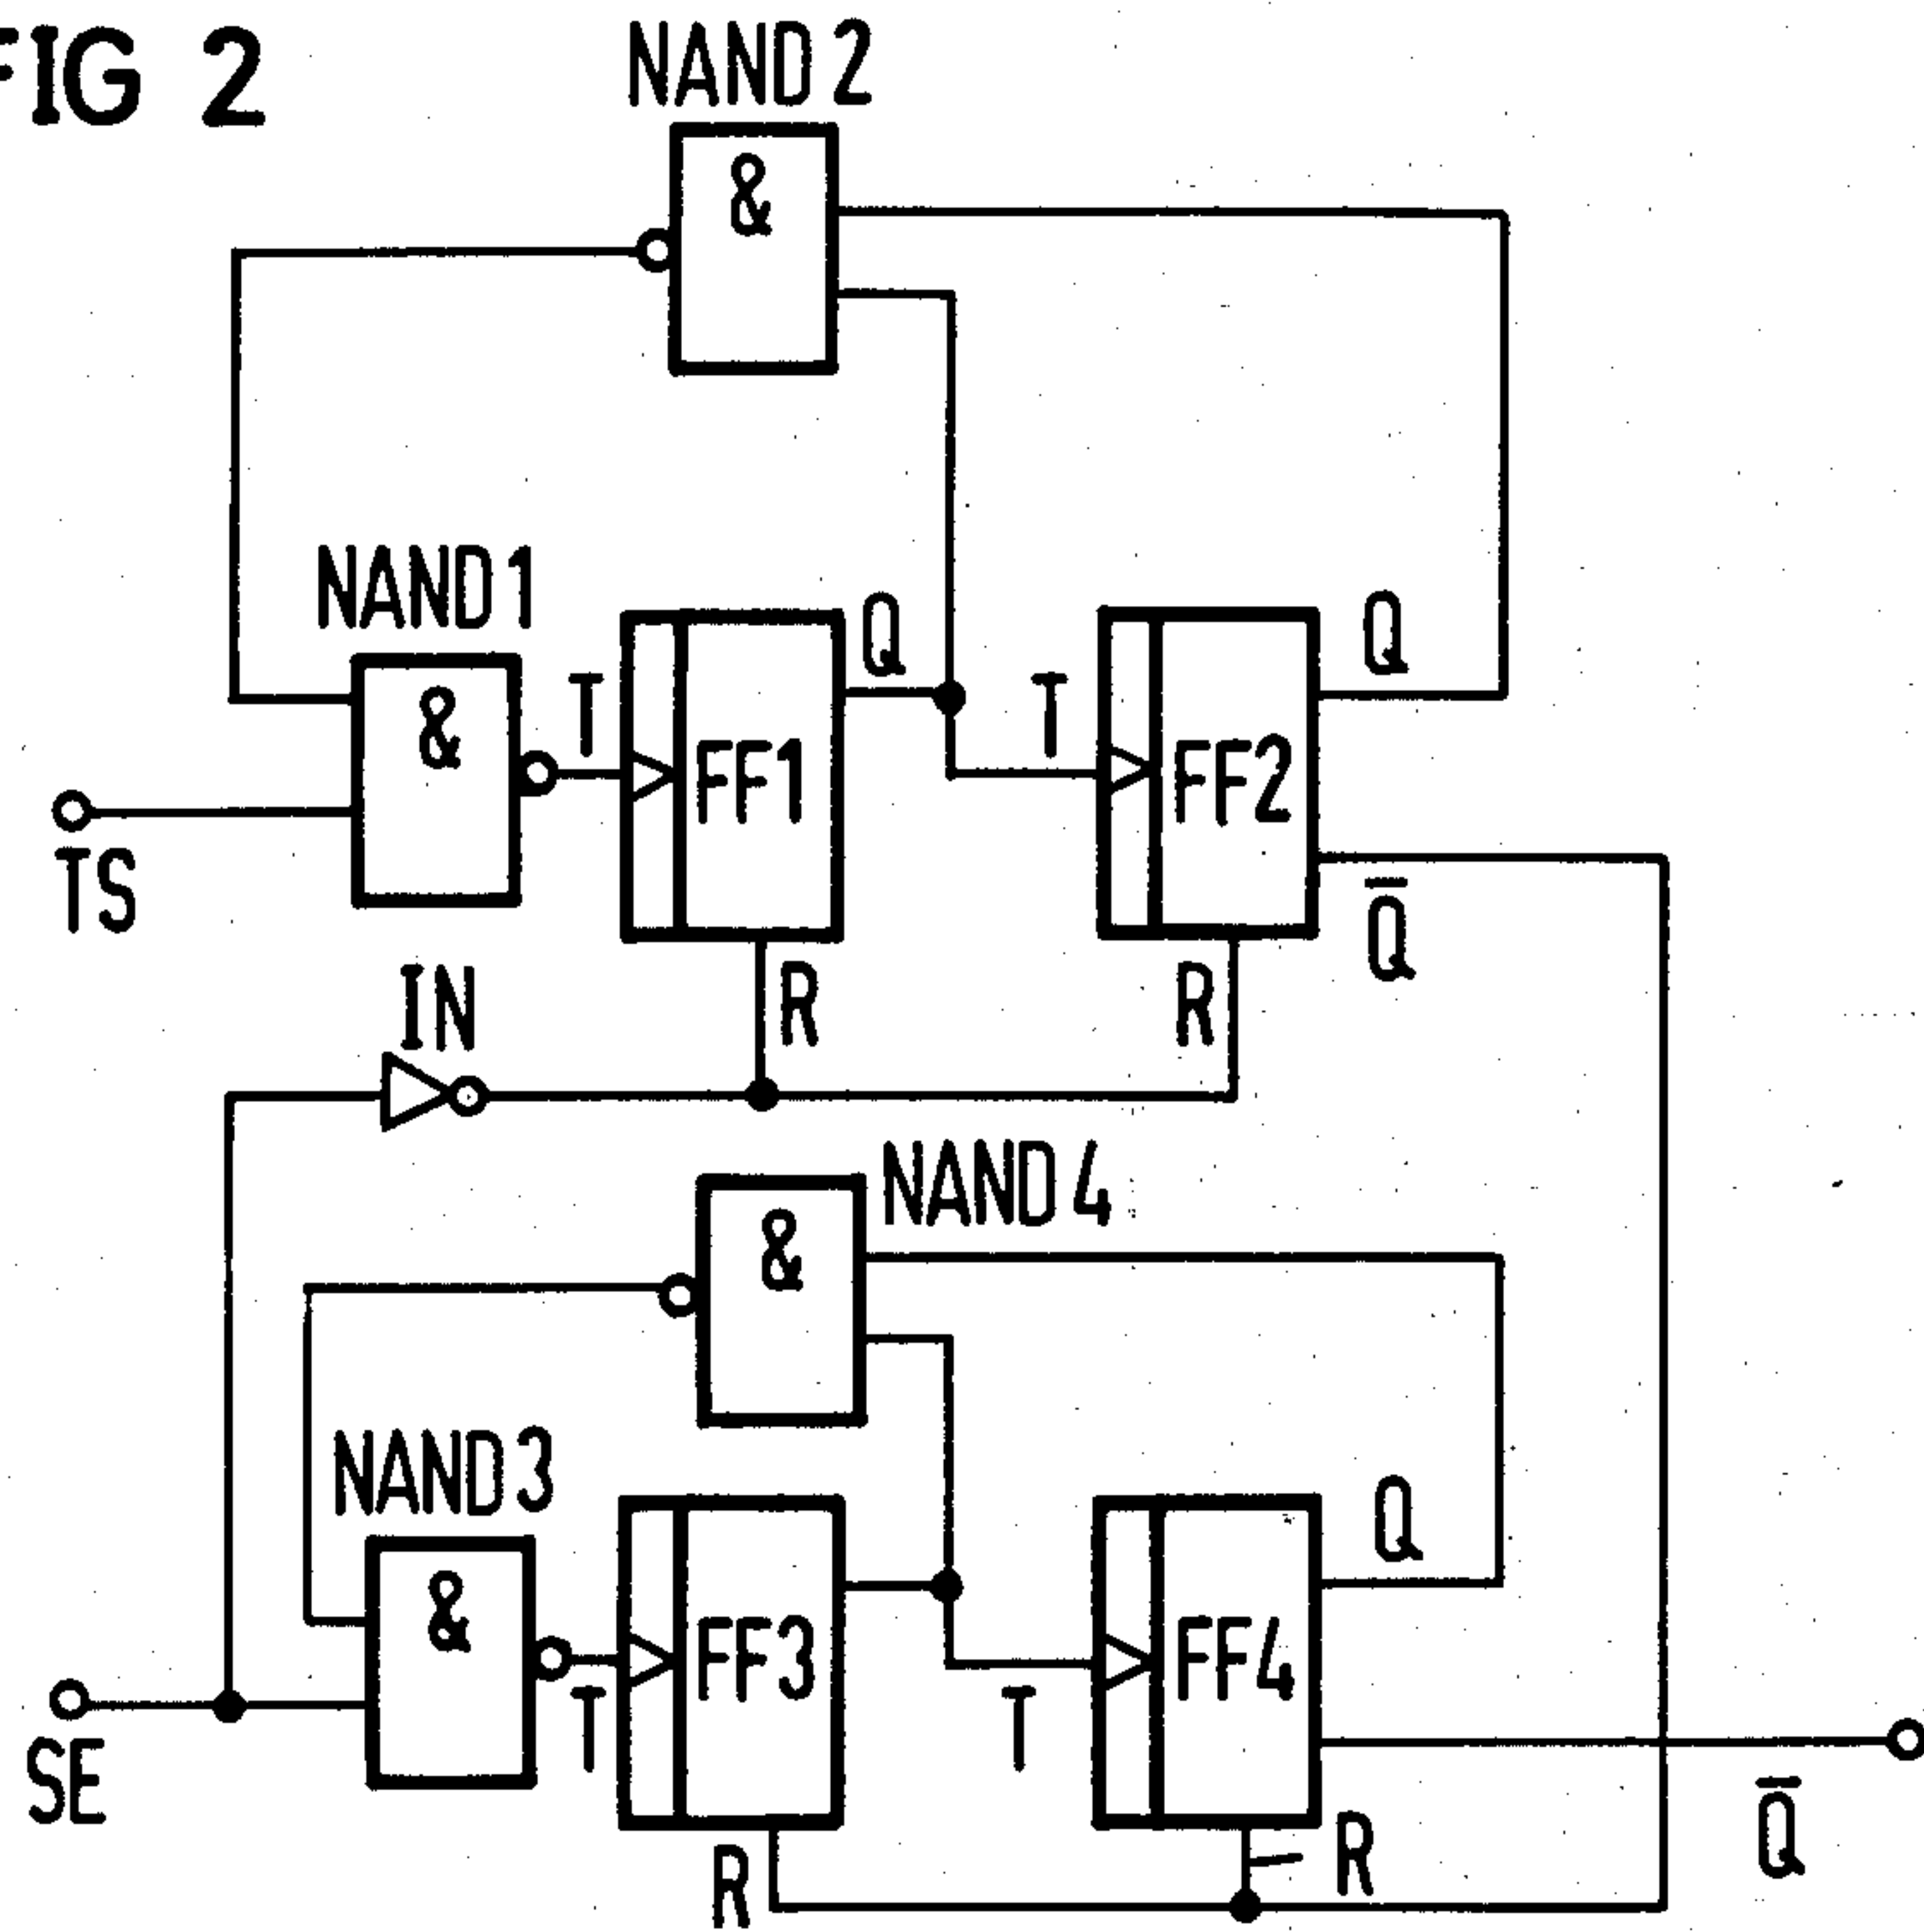 FIG 2
NAND 2
&
NAND 1
&
T
FF1
Q
T
FF2
Q
TS
Q̅
IN
R
R
NAND 4
&
NAND 3
&
T
FF3
T
FF4
Q
SE
R
R
Q̅